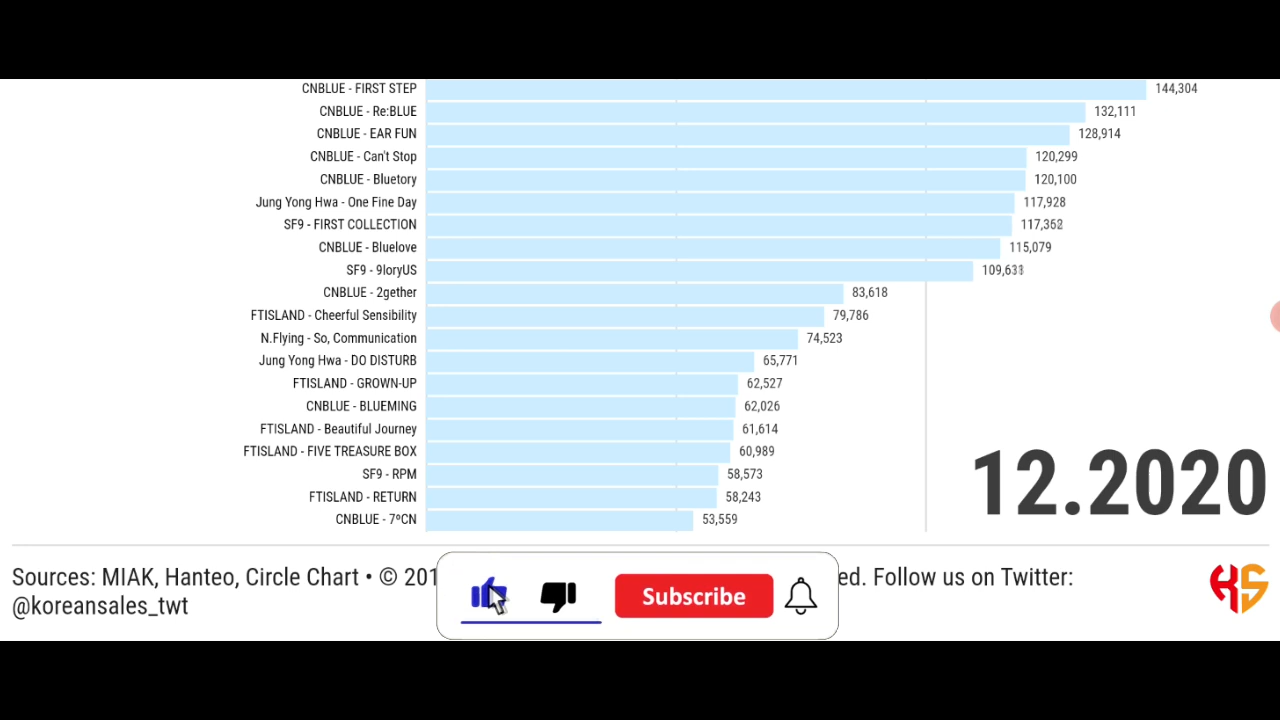 CNBLUE - FIRST STEP 144,304
CNBLUE - Re:BLUE 132,111
CNBLUE - EAR FUN 128,914
CNBLUE - Can't Stop 120,299
CNBLUE - Bluetory 120,100
Jung Yong Hwa - One Fine Day 117,928
SF9 - FIRST COLLECTION
CNBLUE - Bluelove 115,079
SF9 - 9loryUS
CNBLUE - 2gether 83,618
FTISLAND - Cheerful Sensibility 79,786
N.Flying - So, Communication 74,523
Jung Yong Hwa - DO DISTURB 65,771
FTISLAND - GROWN-UP 62,527
CNBLUE - BLUEMING 62,026
FTISLAND - Beautiful Journey 61,614
FTISLAND - FIVE TREASURE BOX 60,989
SF9 - RPM 58,573
FTISLAND - RETURN 58,243
CNBLUE - 7ºCN 53,559
12.2020
Sources: MIAK, Hanteo, Circle Chart • © 201 ed. Follow us on Twitter:
@koreansales_twt
Subscribe
KS